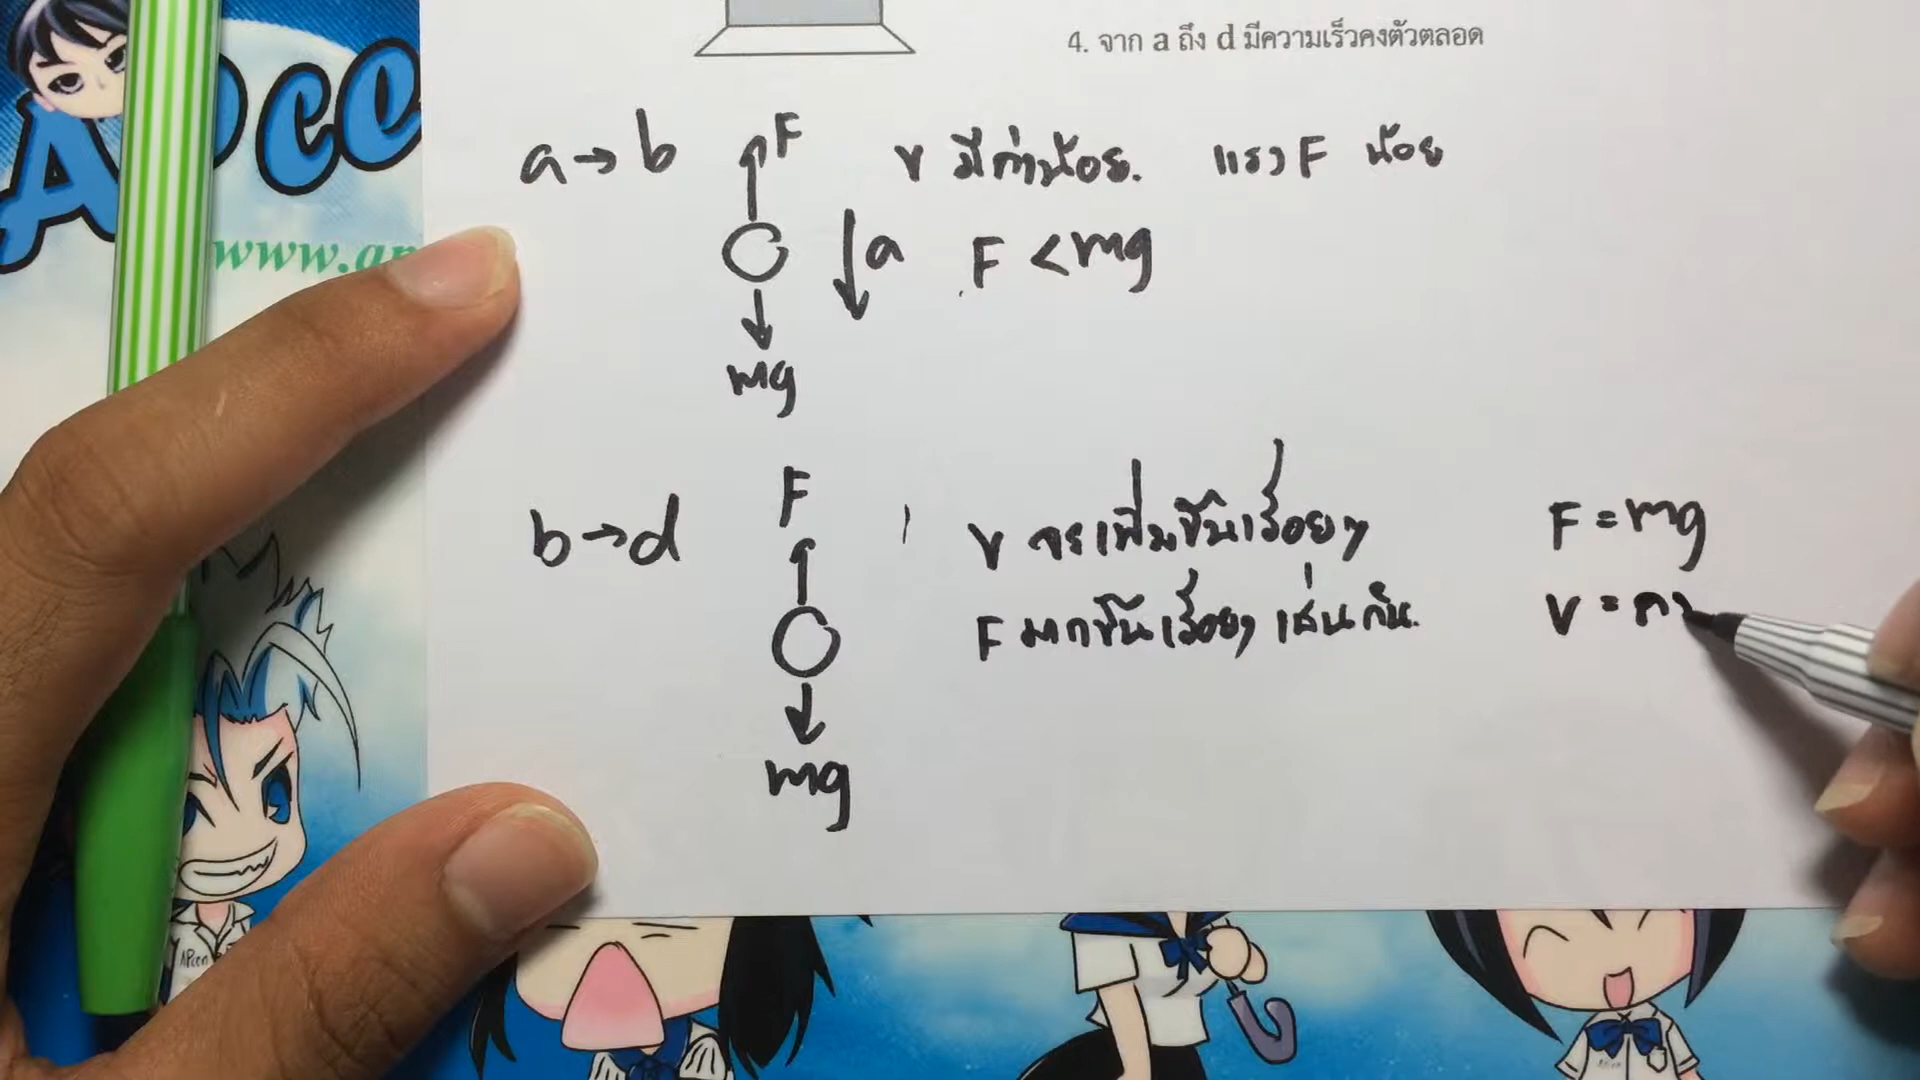 4. จาก a ถึง d มีความเร็วคงตัวตลอด
APcc
www.ap
a→b F v มีค่าน้อย. แรง F น้อย
a F < mg
mg
b→d F v จะเพิ่มขึ้นเรื่อยๆ F = mg
F มากขึ้นเรื่อยๆ เช่นกัน. v =
mg